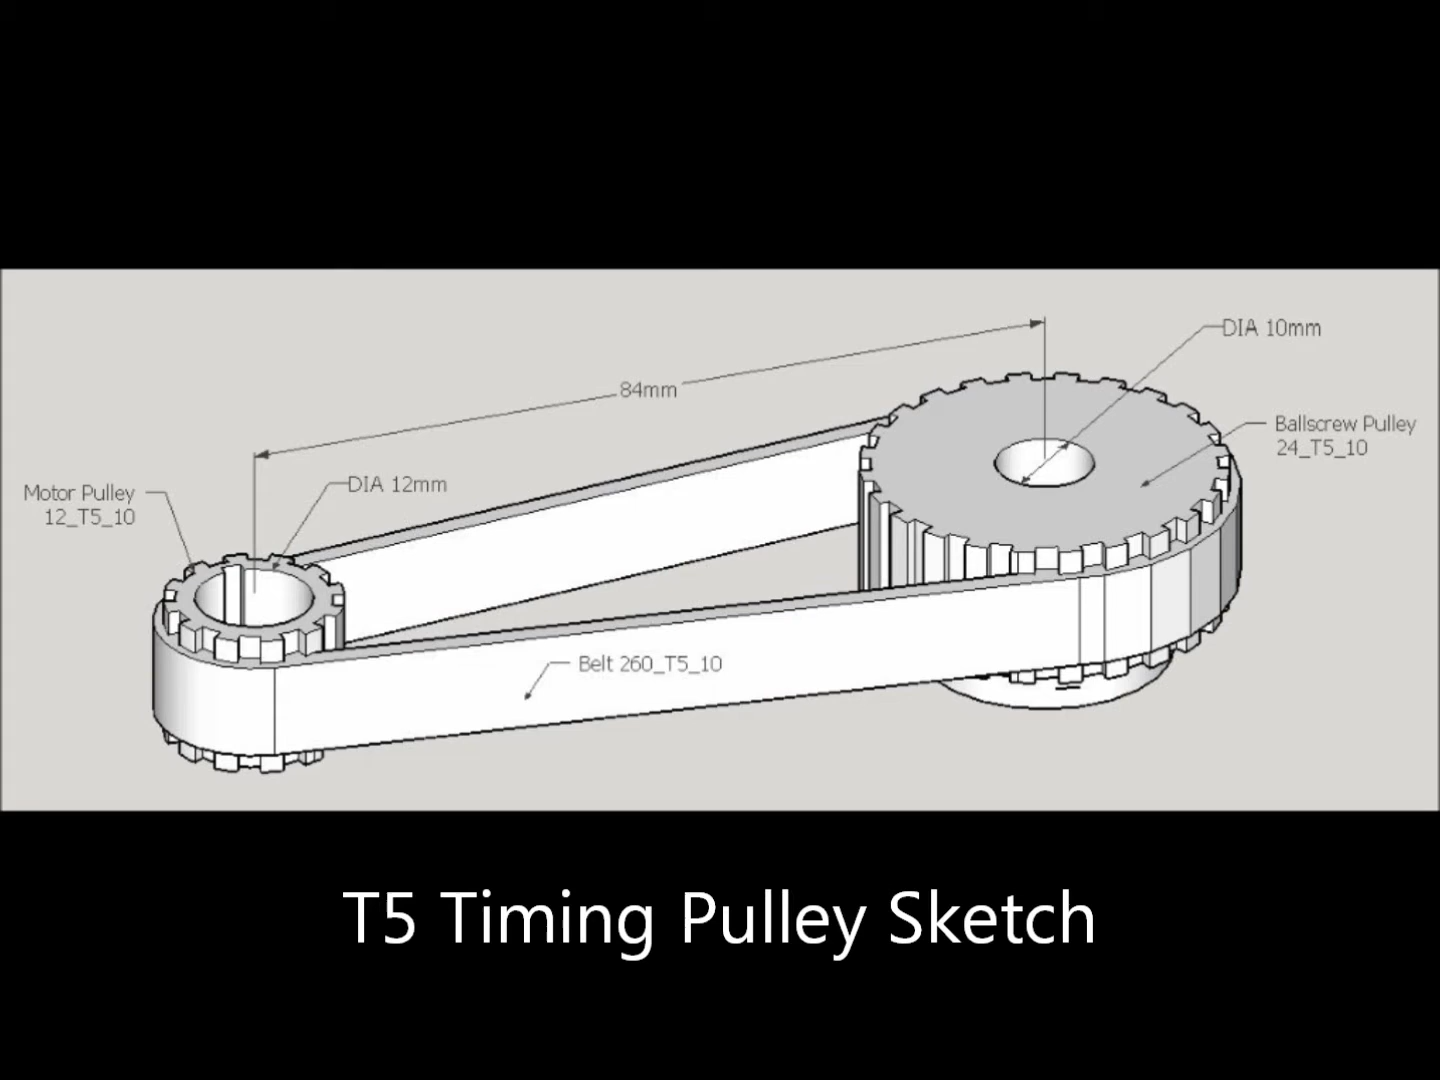 DIA 10mm
84mm
Ballscrew Pulley
24_T5_10
DIA 12mm
Motor Pulley
12_T5_10
Belt 260_T5_10
T5 Timing Pulley Sketch